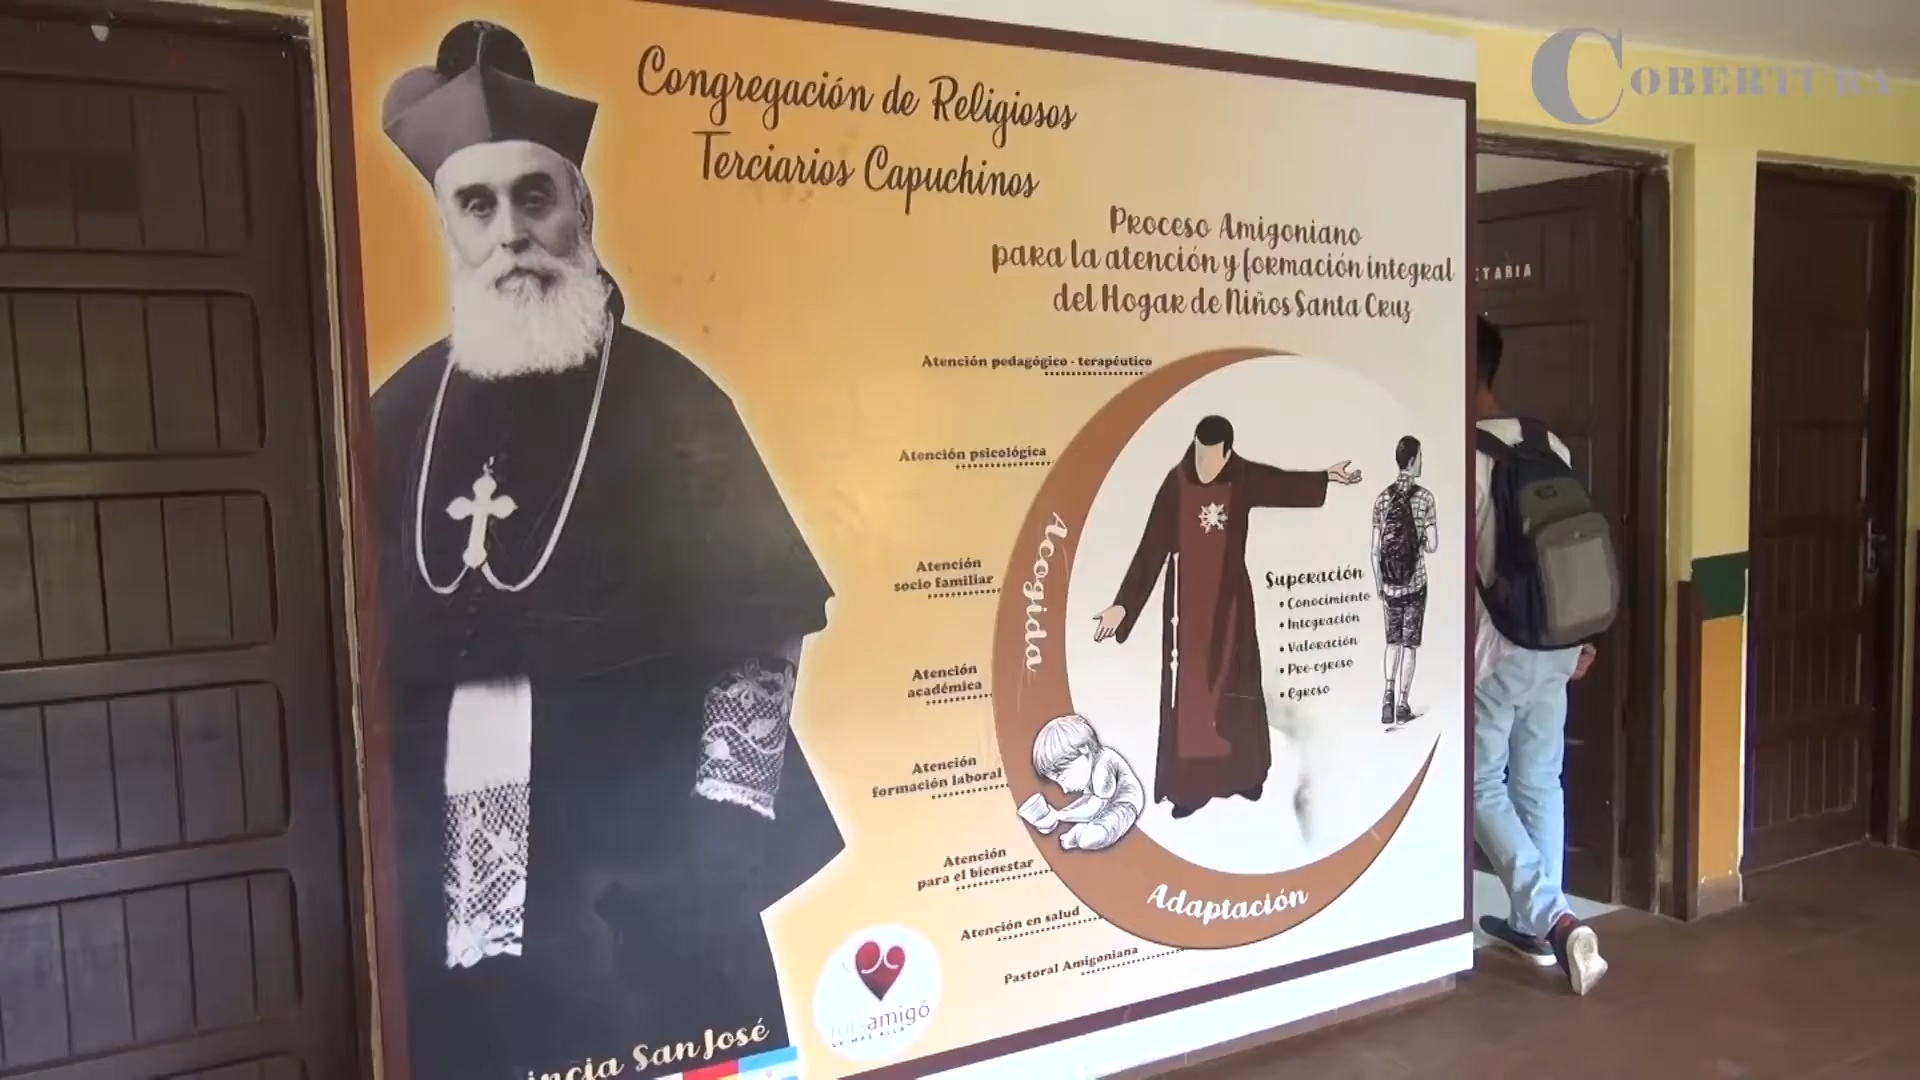 COBERTURA
Congregación de Religiosos
Terciarios Capuchinos
Proceso Amigoniano
para la atención y formación integral
del Hogar de Niños Santa Cruz
Atención pedagógico - terapéutico
Atención psicológica
Atención
socio familiar
Atención
académica
Atención
formación laboral
Atención
para el bienestar
Atención en salud
Pastoral Amigoniana
Acogida
Adaptación
Superación
• Conocimiento
• Integración
• Valoración
• Pre-egreso
• Egreso
amigó
San José